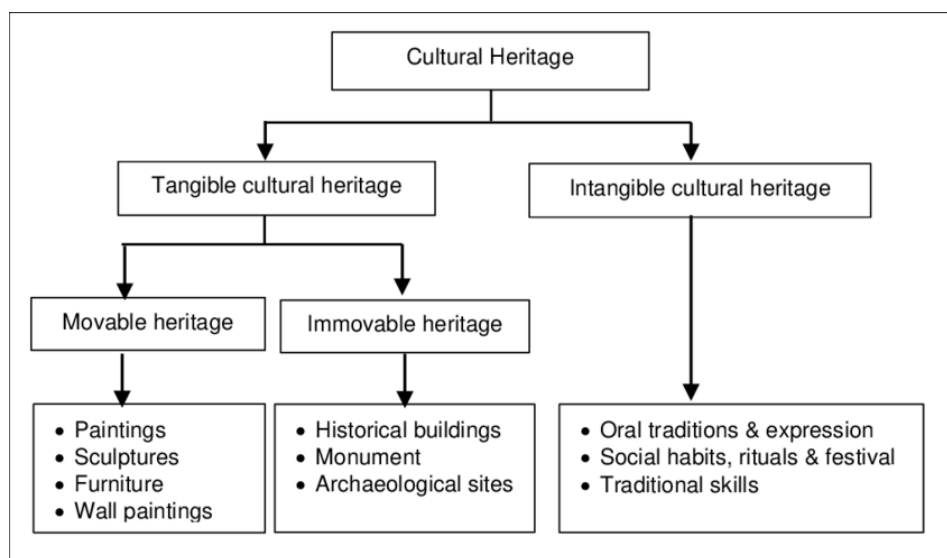 Cultural Heritage
Tangible cultural heritage
Intangible cultural heritage
Movable heritage
Immovable heritage
• Paintings
• Sculptures
• Furniture
• Wall paintings
• Historical buildings
• Monument
• Archaeological sites
• Oral traditions & expression
• Social habits, rituals & festival
• Traditional skills